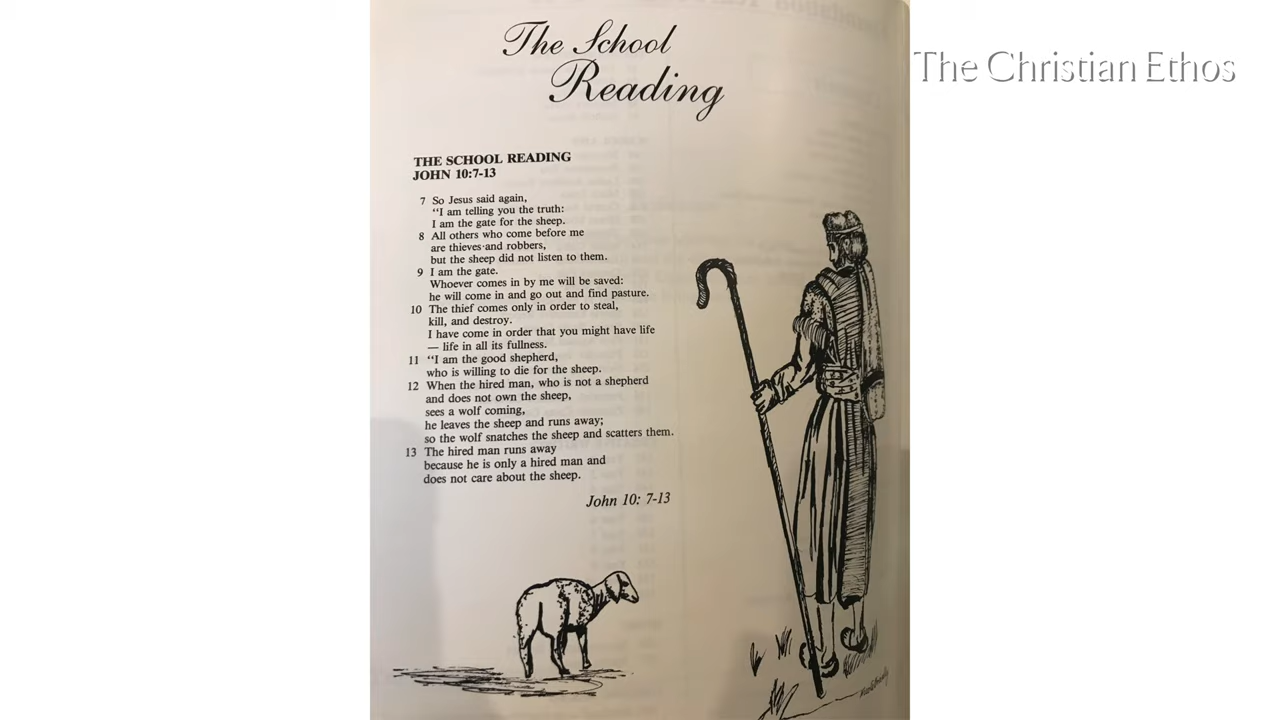 The School
Reading
The Christian Ethos
THE SCHOOL READING
JOHN 10:7-13
7 So Jesus said again,
“I am telling you the truth:
I am the gate for the sheep.
8 All others who come before me
are thieves·and robbers,
but the sheep did not listen to them.
9 I am the gate.
Whoever comes in by me will be saved:
he will come in and go out and find pasture.
10 The thief comes only in order to steal,
kill, and destroy.
I have come in order that you might have life
— life in all its fullness.
11 “I am the good shepherd,
who is willing to die for the sheep.
12 When the hired man, who is not a shepherd
and does not own the sheep,
sees a wolf coming,
he leaves the sheep and runs away;
so the wolf snatches the sheep and scatters them.
13 The hired man runs away
because he is only a hired man and
does not care about the sheep.
John 10: 7-13